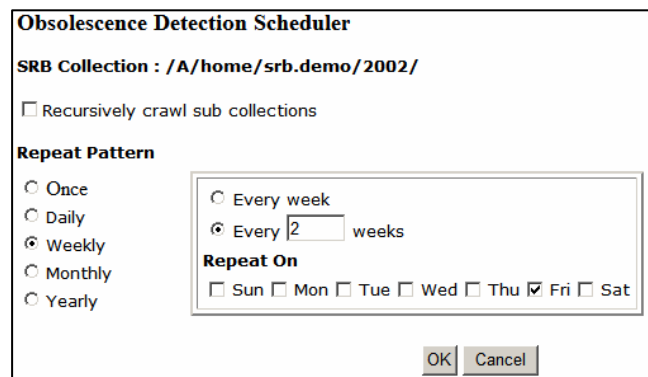 Obsolescence Detection Scheduler
SRB Collection : /A/home/srb.demo/2002/
Recursively crawl sub collections
Repeat Pattern
Once
Daily
Weekly
Monthly
Yearly
Every week
Every 2 weeks
Repeat On
Sun Mon Tue Wed Thu Fri Sat
OK Cancel